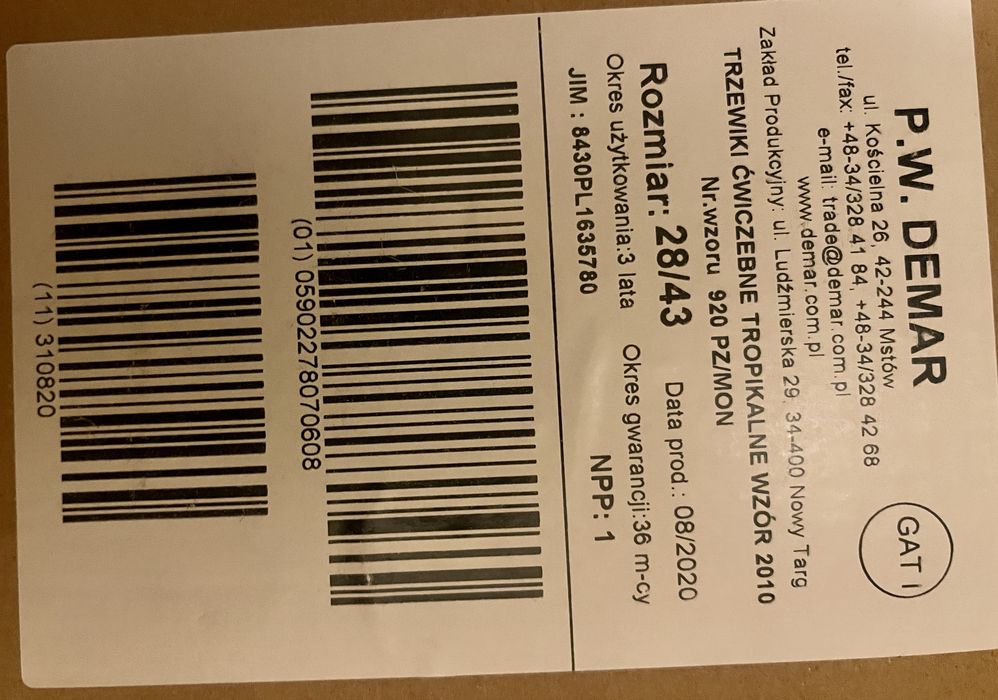 P.W. DEMAR
GAT I
ul. Kościelna 26, 42-244 Mstów
tel./fax: +48-34/328 41 84, +48-34/328 42 68
e-mail: trade@demar.com.pl
www.demar.com.pl
Zakład Produkcyjny: ul. Ludźmierska 29, 34-400 Nowy Targ
TRZEWIKI ĆWICZEBNE TROPIKALNE WZÓR 2010
Nr.wzoru 920 PZ/MON
Rozmiar: 28/43 Data prod.: 08/2020
Okres użytkowania:3 lata Okres gwarancji:36 m-cy
JIM : 8430PL1635780 NPP: 1
(01) 05902278070608
(11) 310820